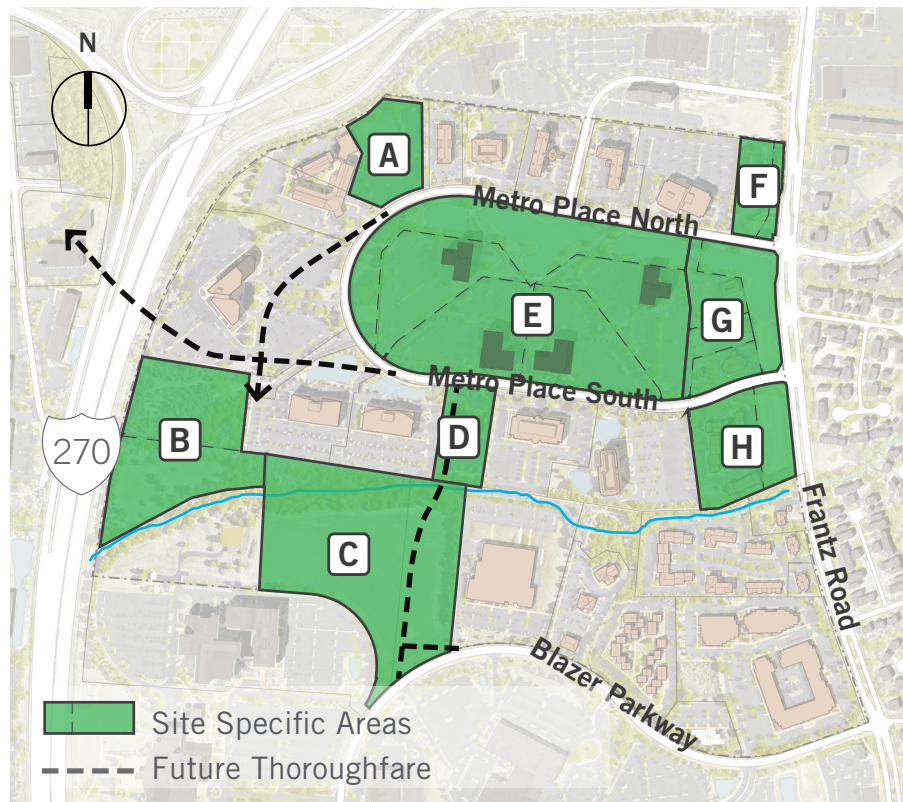 N
A
Metro Place North
F
E
G
Metro Place South
B
D
H
270
C
Frantz Road
Blazer Parkway
Site Specific Areas
Future Thoroughfare